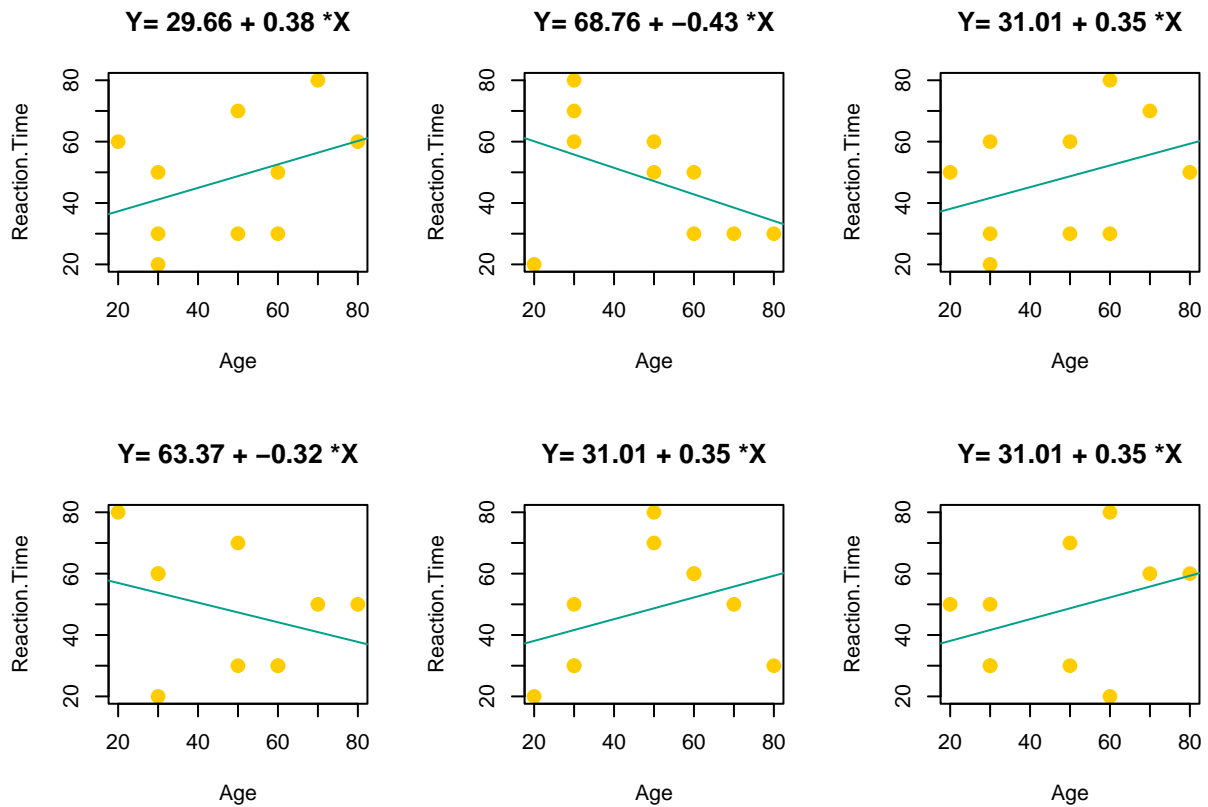 Y= 29.66 + 0.38 *X
Reaction.Time
20 40 60 80
20 40 60 80
Age
Y= 68.76 + −0.43 *X
Reaction.Time
20 40 60 80
20 40 60 80
Age
Y= 31.01 + 0.35 *X
Reaction.Time
20 40 60 80
20 40 60 80
Age
Y= 63.37 + −0.32 *X
Reaction.Time
20 40 60 80
20 40 60 80
Age
Y= 31.01 + 0.35 *X
Reaction.Time
20 40 60 80
20 40 60 80
Age
Y= 31.01 + 0.35 *X
Reaction.Time
20 40 60 80
20 40 60 80
Age